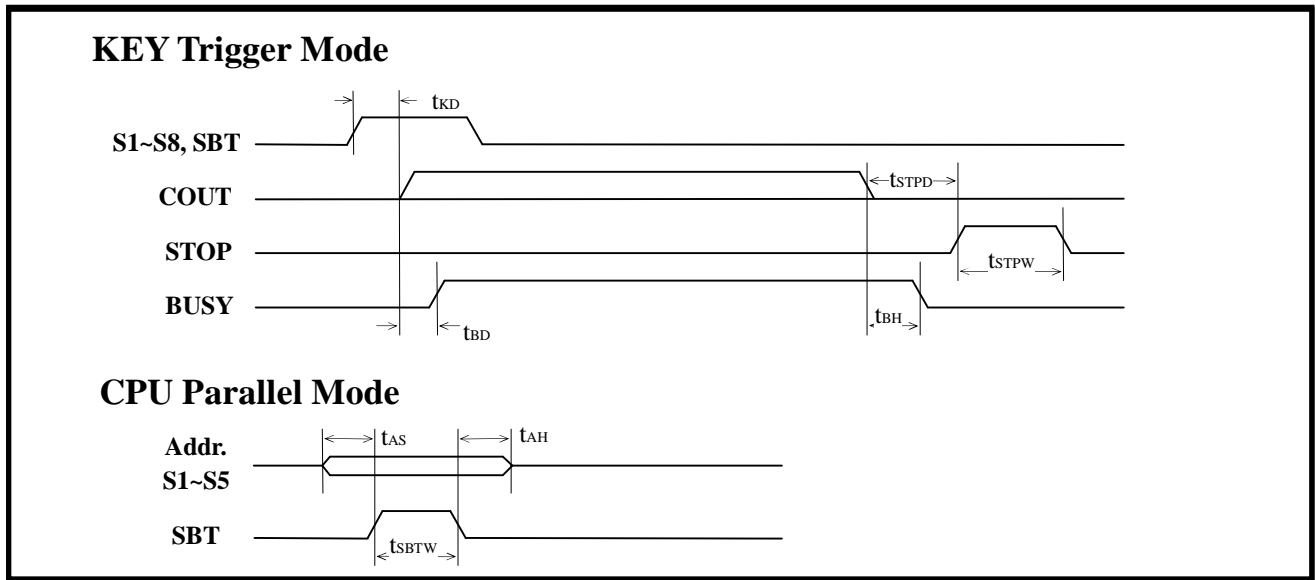 KEY Trigger Mode
tKD
S1~S8, SBT
COUT
tSTPD
STOP
tSTPW
BUSY
tBD
tBH
CPU Parallel Mode
Addr.
S1~S5
tAS
tAH
SBT
tSBTW